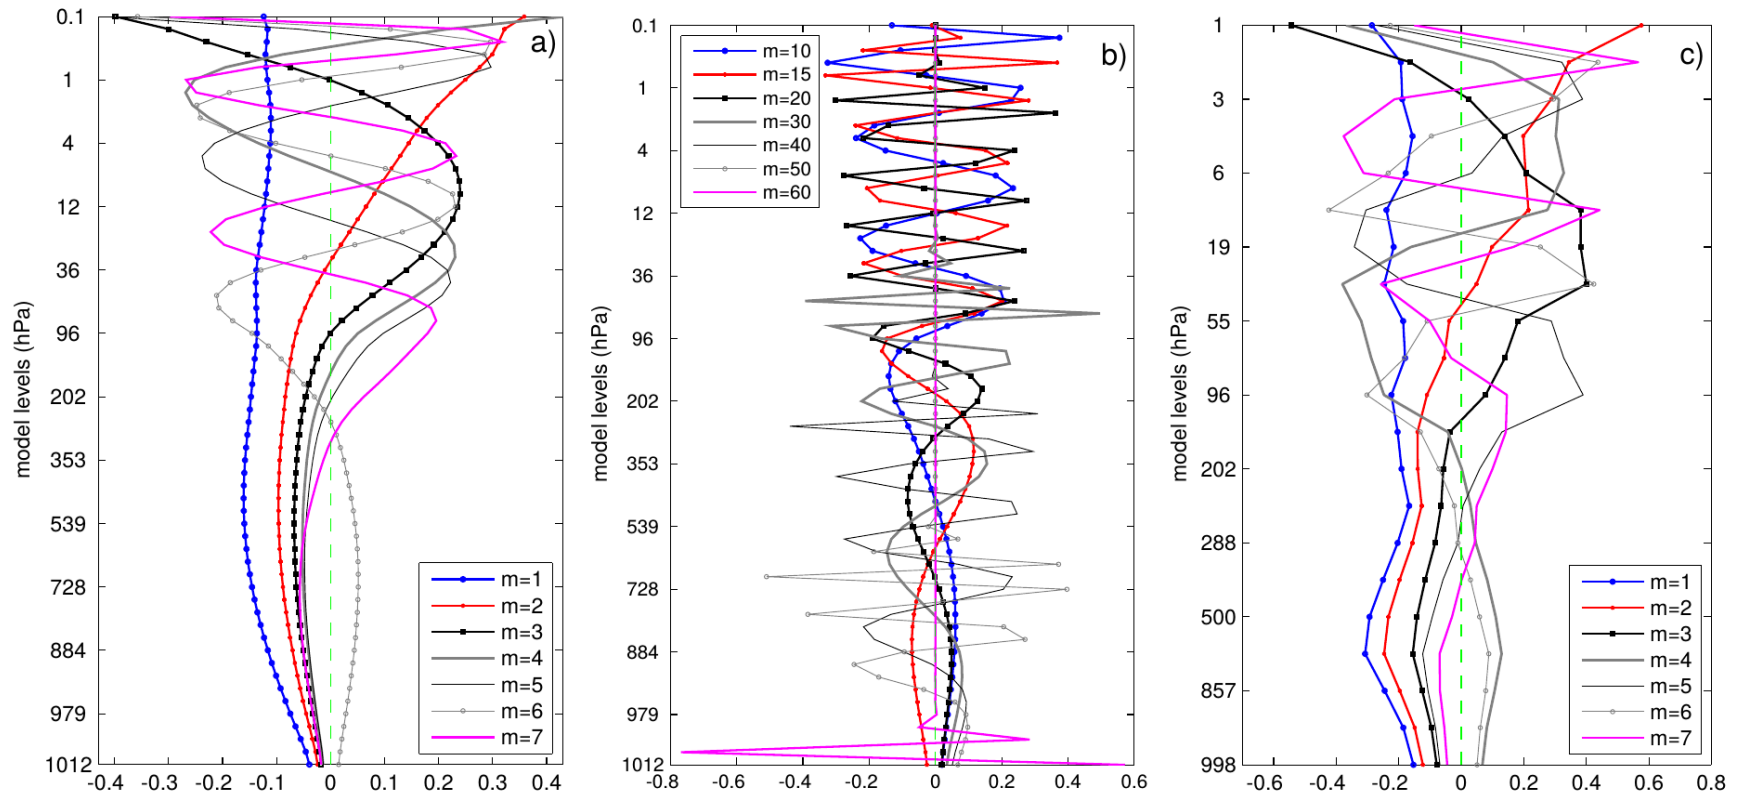 a)
model levels (hPa)
0.1
1
4
12
36
96
202
353
539
728
884
979
1012
-0.4 -0.3 -0.2 -0.1 0 0.1 0.2 0.3 0.4
m=1
m=2
m=3
m=4
m=5
m=6
m=7
b)
model levels (hPa)
0.1
1
4
12
36
96
202
353
539
728
884
979
1012
-0.8 -0.6 -0.4 -0.2 0 0.2 0.4 0.6
m=10
m=15
m=20
m=30
m=40
m=50
m=60
c)
model levels (hPa)
1
3
6
19
55
96
202
288
500
857
998
-0.6 -0.4 -0.2 0 0.2 0.4 0.6 0.8
m=1
m=2
m=3
m=4
m=5
m=6
m=7